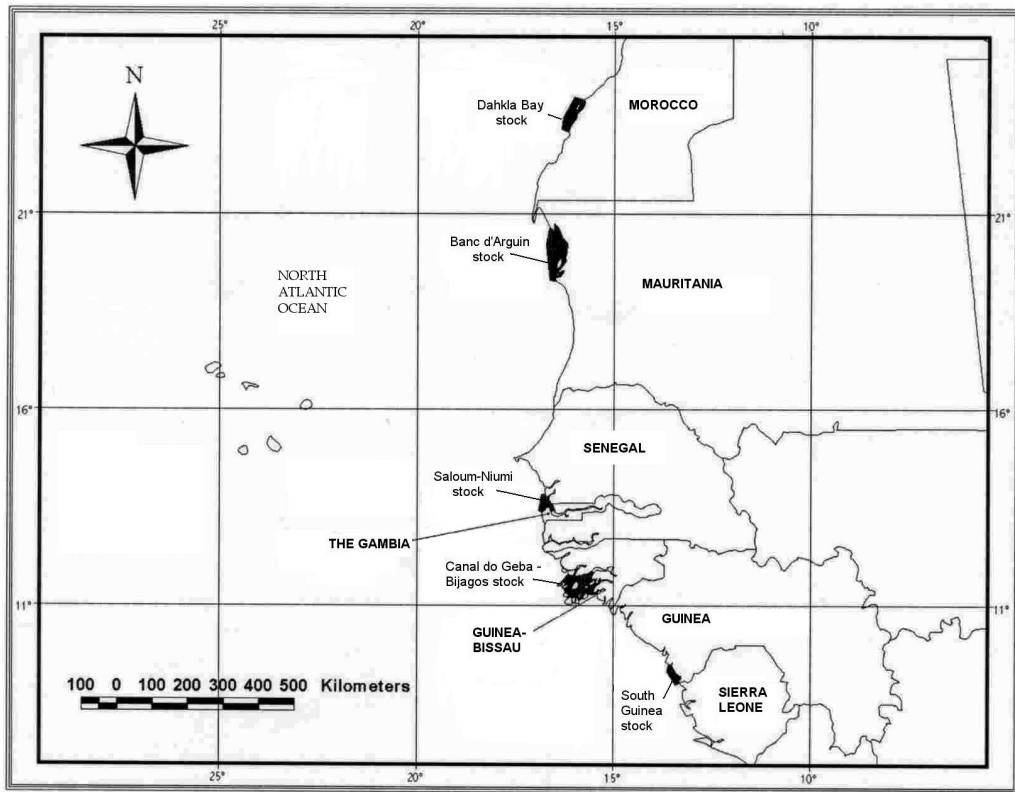 25°
20°
15°
10°
N
Dahkla Bay
stock
MOROCCO
21°
21°
Banc d'Arguin
stock
NORTH
ATLANTIC
OCEAN
MAURITANIA
16°
16°
SENEGAL
Saloum-Niumi
stock
THE GAMBIA
Canal do Geba -
Bijagos stock
11°
11°
GUINEA
GUINEA-
BISSAU
100 0 100 200 300 400 500 Kilometers
South
Guinea
stock
SIERRA
LEONE
25°
20°
15°
10°